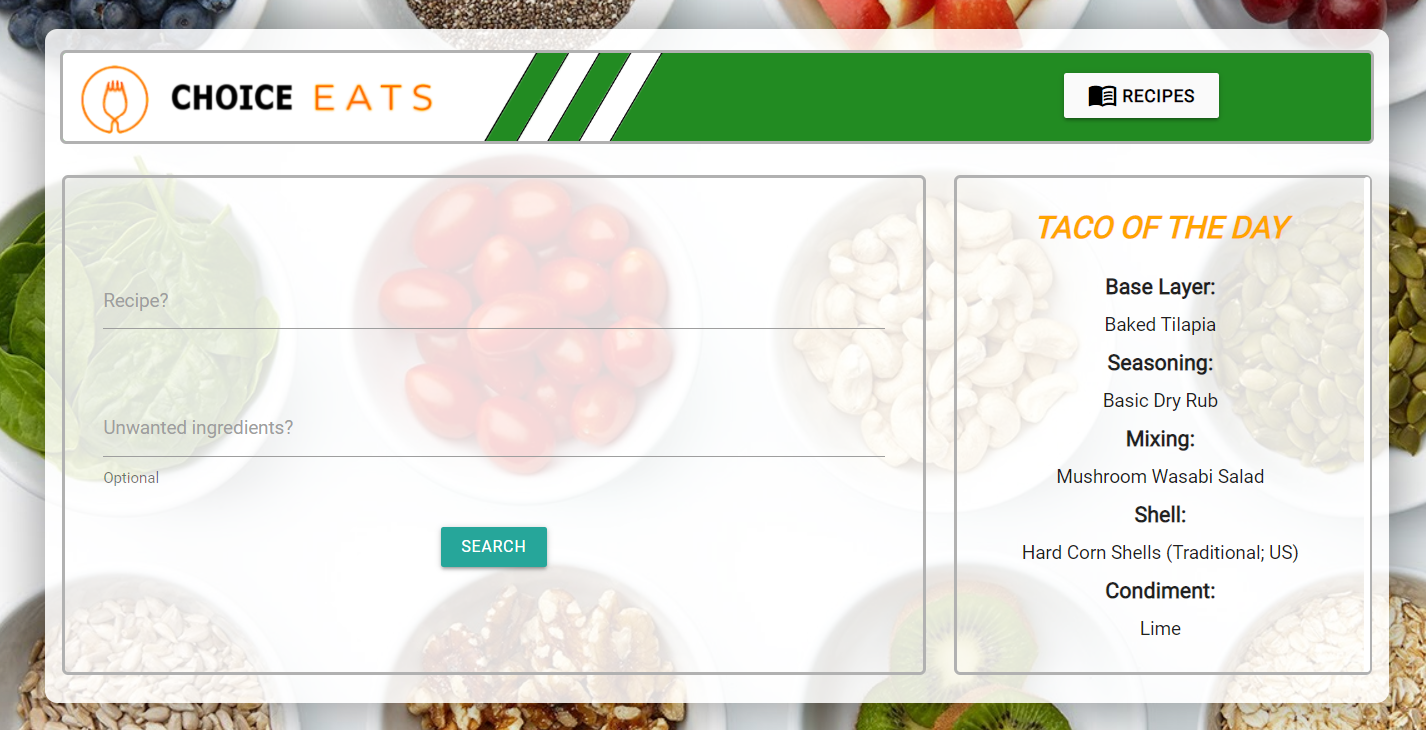 CHOICE EATS
RECIPES
Recipe?
Unwanted ingredients?
Optional
SEARCH
TACO OF THE DAY
Base Layer:
Baked Tilapia
Seasoning:
Basic Dry Rub
Mixing:
Mushroom Wasabi Salad
Shell:
Hard Corn Shells (Traditional; US)
Condiment:
Lime